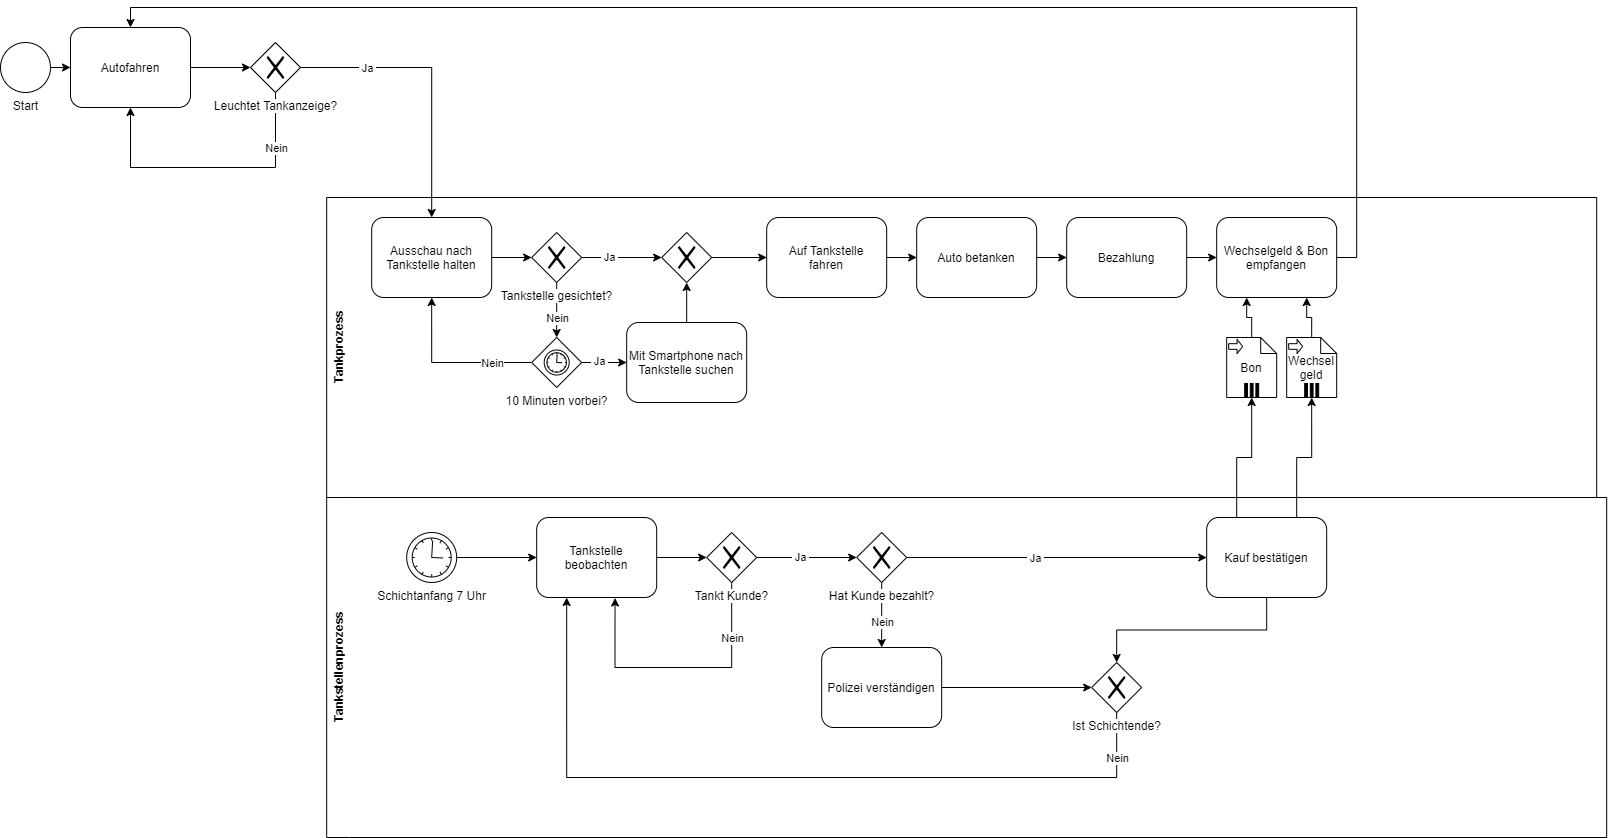 Autofahren
Start
Leuchtet Tankanzeige?
Ja
Nein
Tankprozess
Ausschau nach
Tankstelle halten
Tankstelle gesichtet?
Ja
Nein
Nein
10 Minuten vorbei?
Ja
Mit Smartphone nach
Tankstelle suchen
Auf Tankstelle
fahren
Auto betanken
Bezahlung
Wechselgeld & Bon
empfangen
Bon
Wechsel
geld
Tankstellenprozess
Schichtanfang 7 Uhr
Tankstelle
beobachten
Tankt Kunde?
Ja
Nein
Hat Kunde bezahlt?
Ja
Nein
Polizei verständigen
Kauf bestätigen
Ist Schichtende?
Nein